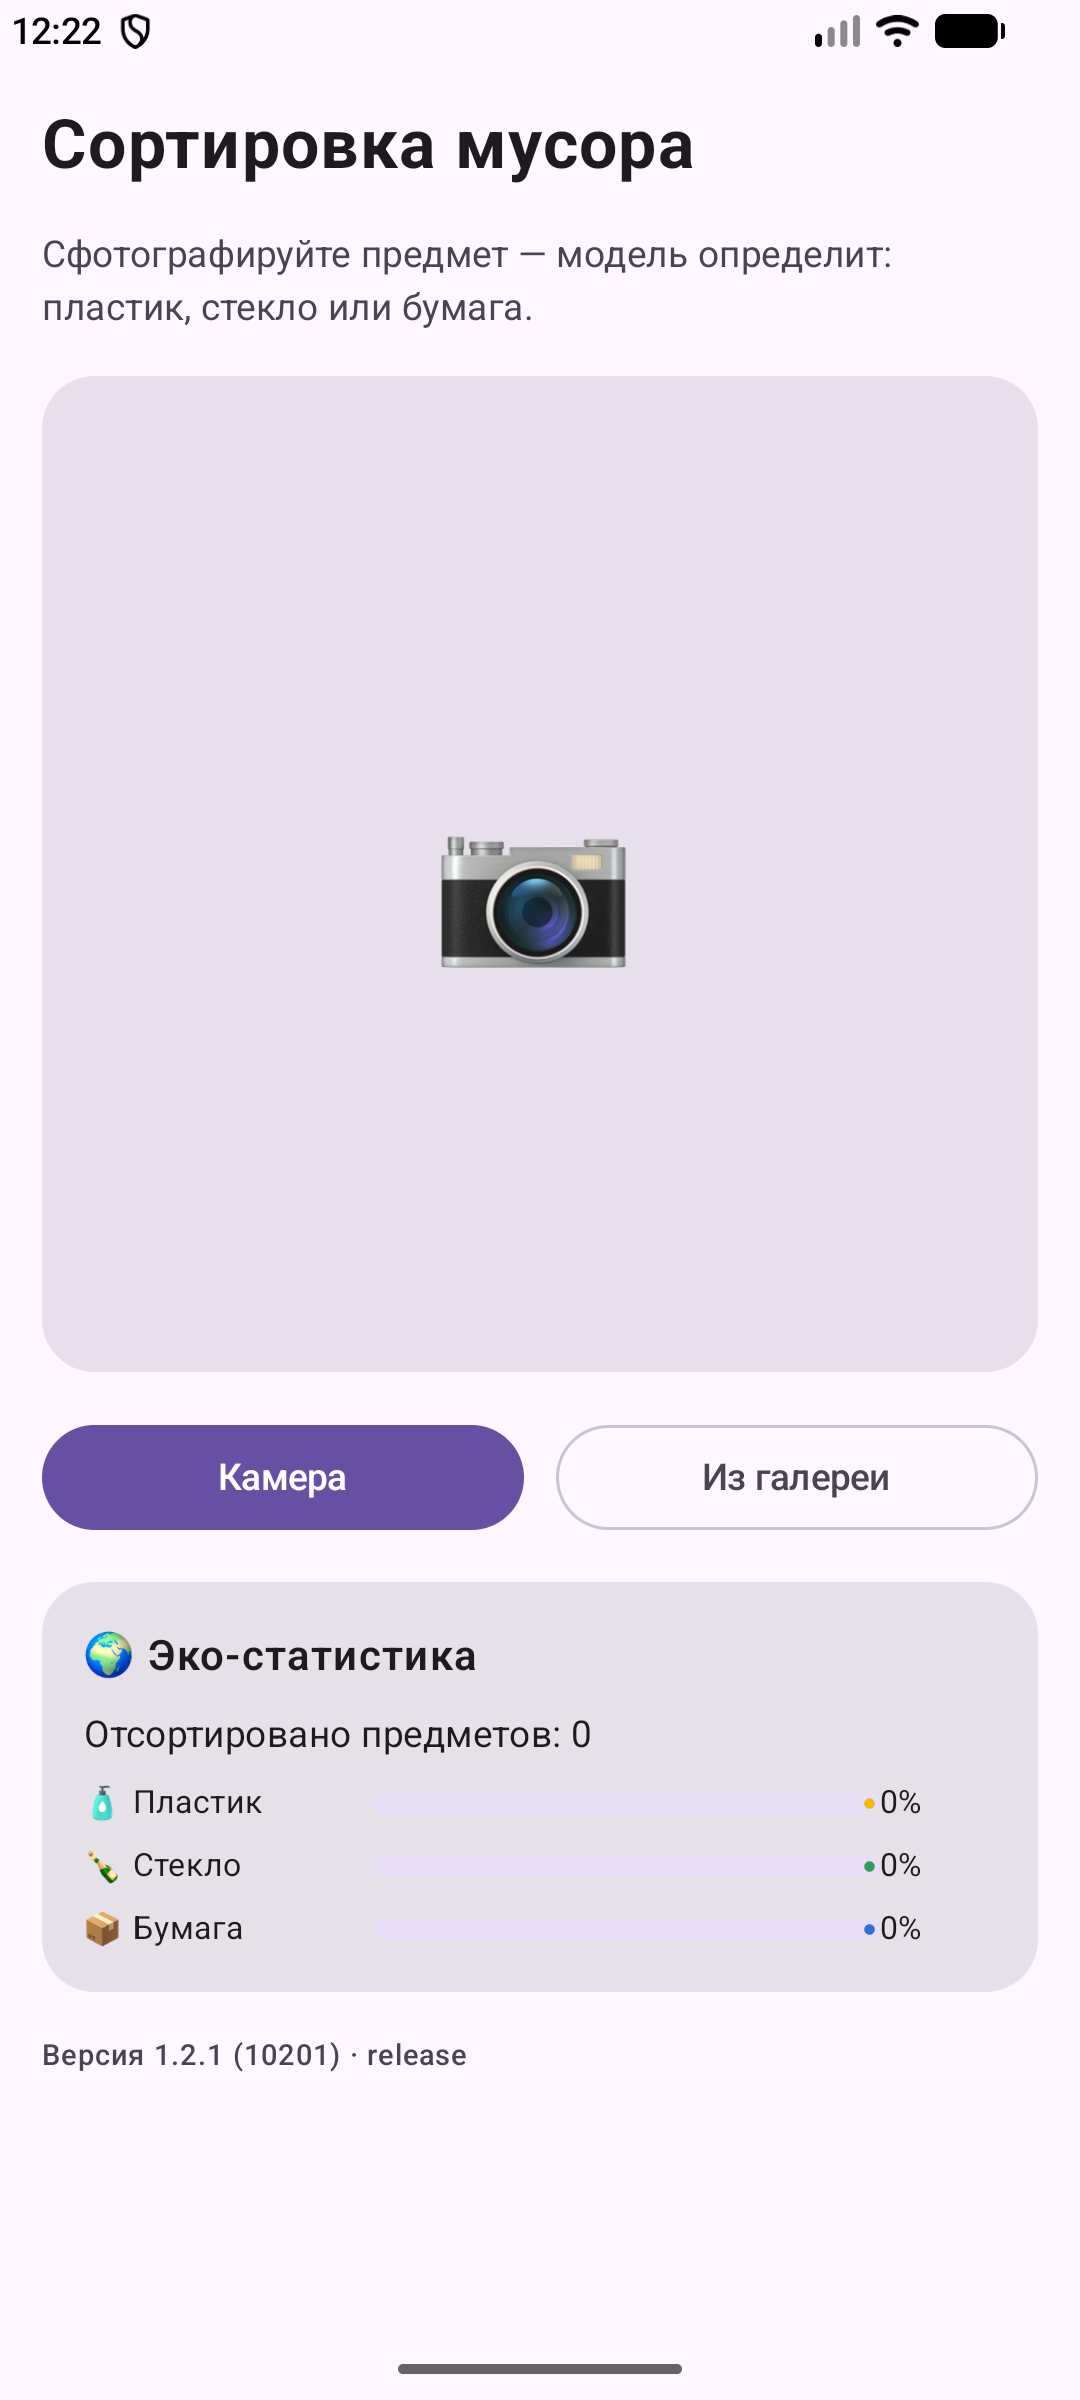 12:22
Сортировка мусора
Сфотографируйте предмет — модель определит:
пластик, стекло или бумага.
Камера
Из галереи
Эко-статистика
Отсортировано предметов: 0
Пластик 0%
Стекло 0%
Бумага 0%
Версия 1.2.1 (10201) · release